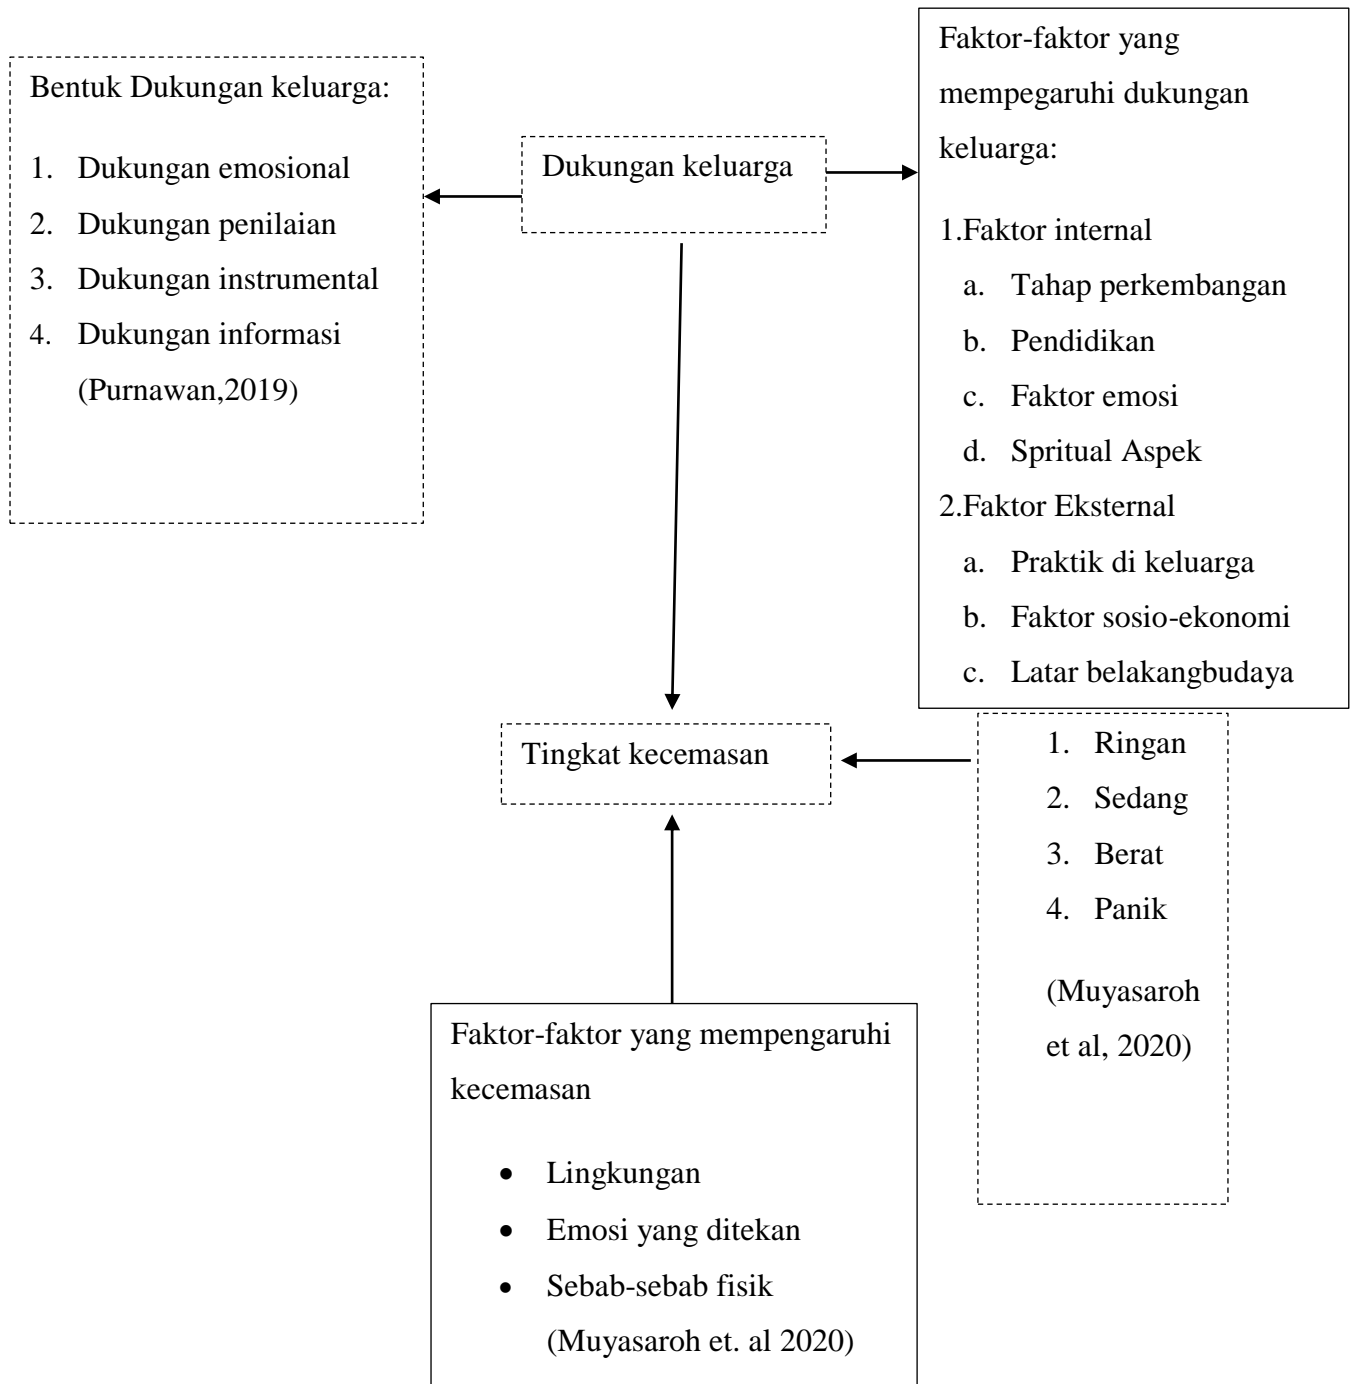 Bentuk Dukungan keluarga:
1. Dukungan emosional
2. Dukungan penilaian
3. Dukungan instrumental
4. Dukungan informasi
(Purnawan,2019)
Dukungan keluarga
Faktor-faktor yang
mempegaruhi dukungan
keluarga:
1.Faktor internal
a. Tahap perkembangan
b. Pendidikan
c. Faktor emosi
d. Spritual Aspek
2.Faktor Eksternal
a. Praktik di keluarga
b. Faktor sosio-ekonomi
c. Latar belakangbudaya
Tingkat kecemasan
1. Ringan
2. Sedang
3. Berat
4. Panik
(Muyasaroh
et al, 2020)
Faktor-faktor yang mempengaruhi
kecemasan
• Lingkungan
• Emosi yang ditekan
• Sebab-sebab fisik
(Muyasaroh et. al 2020)